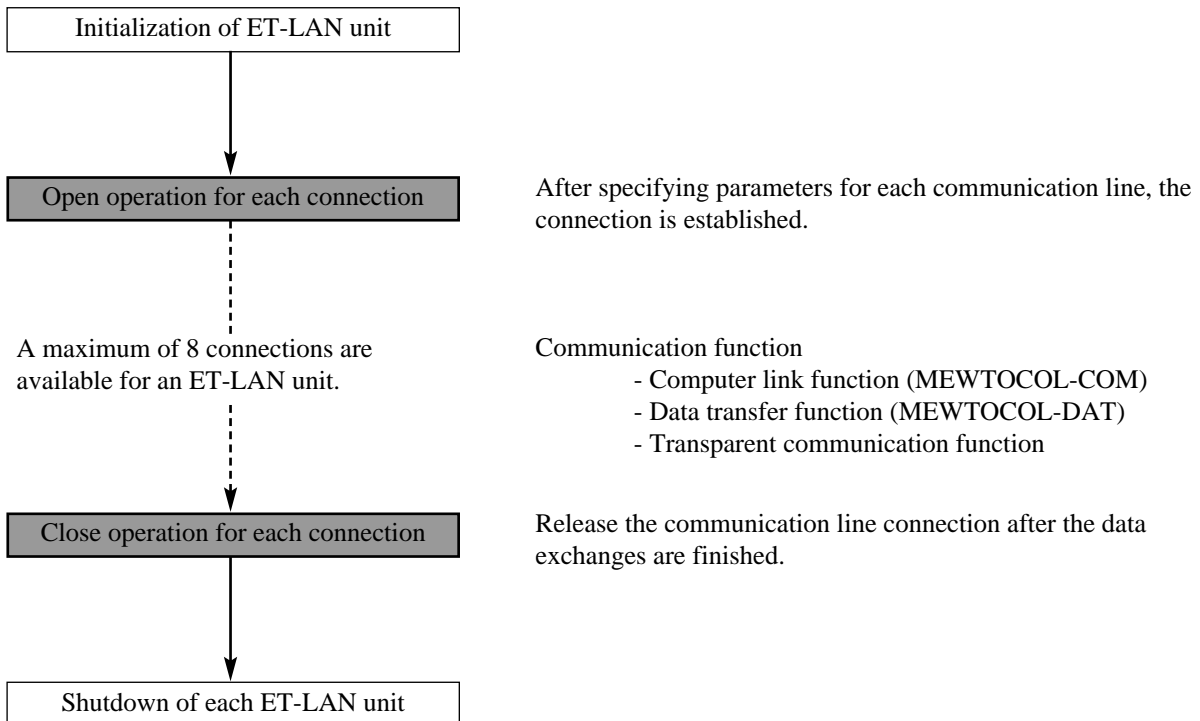 Initialization of ET-LAN unit
Open operation for each connection
After specifying parameters for each communication line, the
connection is established.
A maximum of 8 connections are
available for an ET-LAN unit.
Communication function
- Computer link function (MEWTOCOL-COM)
- Data transfer function (MEWTOCOL-DAT)
- Transparent communication function
Close operation for each connection
Release the communication line connection after the data
exchanges are finished.
Shutdown of each ET-LAN unit